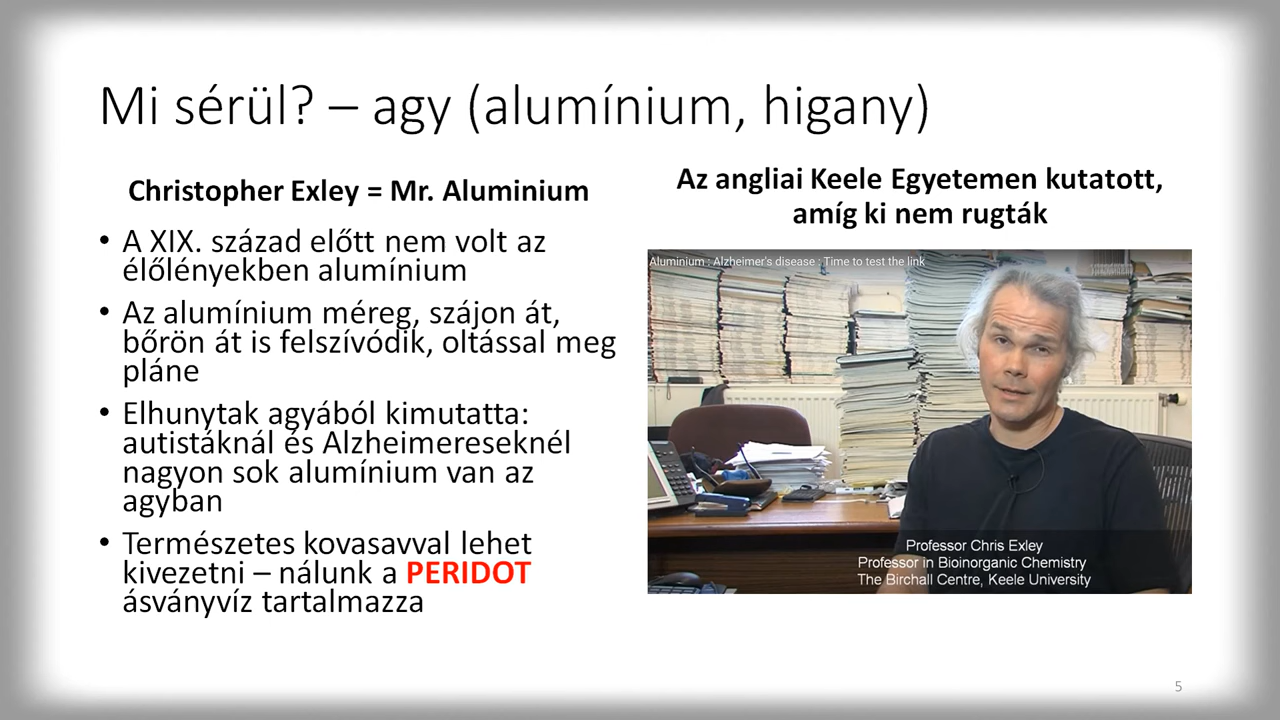 Mi sérül? – agy (alumínium, higany)
Christopher Exley = Mr. Aluminium
• A XIX. század előtt nem volt az
élőlényekben alumínium
• Az alumínium méreg, szájon át,
bőrön át is felszívódik, oltással meg
pláne
• Elhunytak agyából kimutatta:
autistáknál és Alzheimereseknél
nagyon sok alumínium van az
agyban
• Természetes kovasavval lehet
kivezetni – nálunk a PERIDOT
ásványvíz tartalmazza
Az angliai Keele Egyetemen kutatott,
amíg ki nem rugták
Aluminium : Alzheimer's disease : Time to test the link
Professor Chris Exley
Professor in Bioinorganic Chemistry
The Birchall Centre, Keele University
5